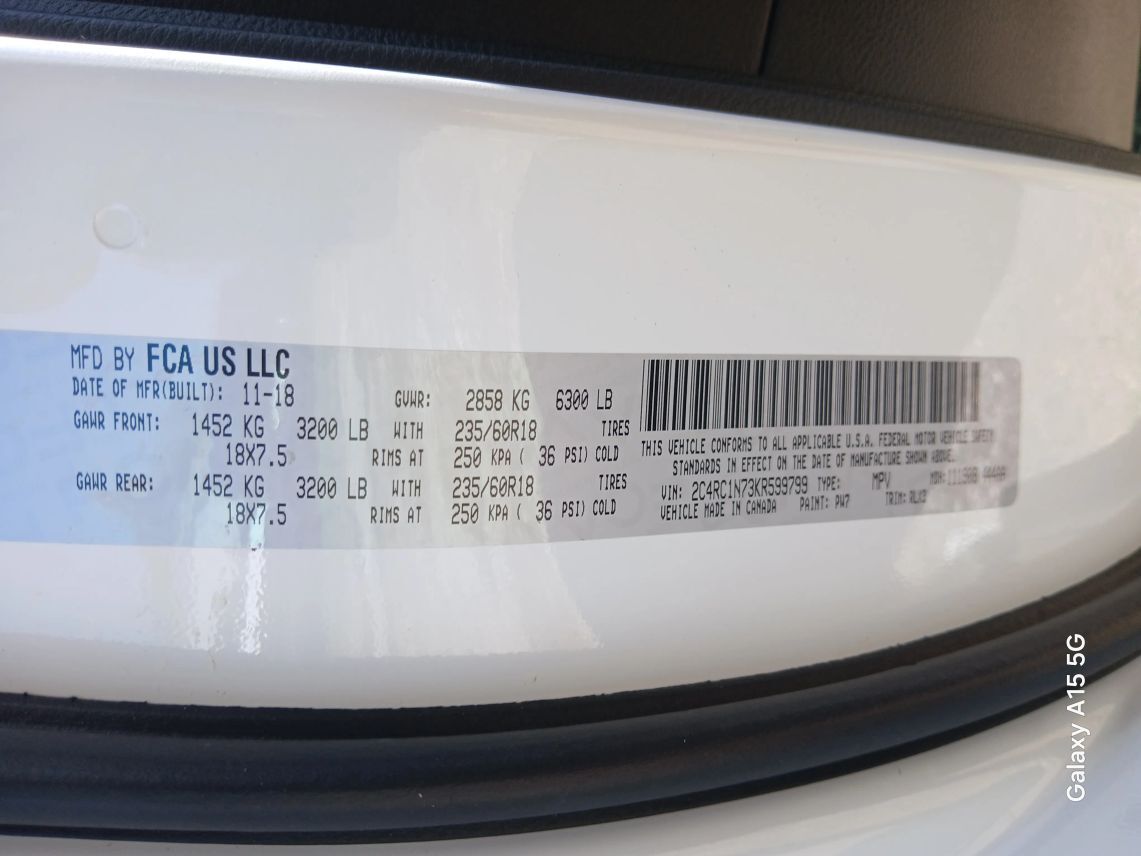 MFD BY FCA US LLC
DATE OF MFR(BUILT): 11-18 GVWR: 2858 KG 6300 LB
GAWR FRONT: 1452 KG 3200 LB WITH 235/60R18 TIRES
18X7.5 RIMS AT 250 KPA ( 36 PSI) COLD
GAWR REAR: 1452 KG 3200 LB WITH 235/60R18 TIRES
18X7.5 RIMS AT 250 KPA ( 36 PSI) COLD
THIS VEHICLE CONFORMS TO ALL APPLICABLE U.S.A. FEDERAL MOTOR VEHICLE SAFETY
STANDARDS IN EFFECT ON THE DATE OF MANUFACTURE SHOWN ABOVE.
VIN: 2C4RC1N73KR599799 TYPE: MPV MDH:
VEHICLE MADE IN CANADA PAINT: PW7 TRIM:
Galaxy A15 5G